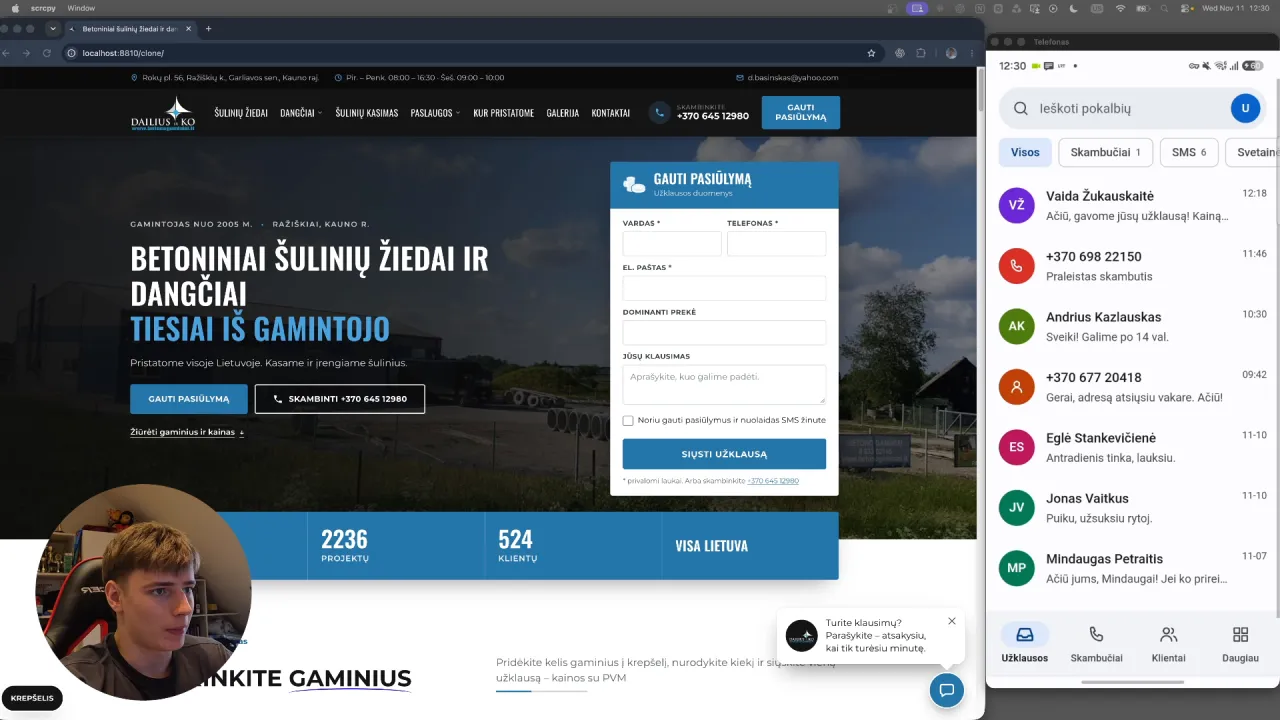 scrcpy Window
Wed Nov 11 12:30
Betoniniai šulinių žiedai ir dan
localhost:8810/clone/
Rokų pl. 56, Ražiškių k., Garliavos sen., Kauno raj.
Pir. – Penk. 08:00 – 16:30 · Šeš. 09:00 – 10:00
d.basinskas@yahoo.com
DAILIUS ir KO
ŠULINIŲ ŽIEDAI
DANGČIAI
ŠULINIŲ KASIMAS
PASLAUGOS
KUR PRISTATOME
GALERIJA
KONTAKTAI
SKAMBINKITE
+370 645 12980
GAUTI
PASIŪLYMĄ
GAMINTOJAS NUO 2005 M. · RAŽIŠKIAI, KAUNO R.
BETONINIAI ŠULINIŲ ŽIEDAI IR
DANGČIAI
TIESIAI IŠ GAMINTOJO
Pristatome visoje Lietuvoje. Kasame ir įrengiame šulinius.
GAUTI PASIŪLYMĄ
SKAMBINTI +370 645 12980
Žiūrėti gaminius ir kainas ↓
GAUTI PASIŪLYMĄ
Užklausos duomenys
VARDAS *
TELEFONAS *
EL. PAŠTAS *
DOMINANTI PREKĖ
JŪSŲ KLAUSIMAS
Aprašykite, kuo galime padėti.
Noriu gauti pasiūlymus ir nuolaidas SMS žinute
SIŲSTI UŽKLAUSĄ
* privalomi laukai. Arba skambinkite +370 645 12980
2236
PROJEKTŲ
524
KLIENTŲ
VISA LIETUVA
INKITE GAMINIUS
Pridėkite kelis gaminius į krepšelį, nurodykite kiekį ir
užklausą – kainos su PVM
KREPŠELIS
Turite klausimų?
Parašykite – atsakysiu,
kai tik turėsiu minutę.
Telefonas
12:30
60
Ieškoti pokalbių
U
Visos
Skambučiai 1
SMS 6
Svetainė
VŽ
Vaida Žukauskaitė
12:18
Ačiū, gavome jūsų užklausą! Kainą…
+370 698 22150
11:46
Praleistas skambutis
AK
Andrius Kazlauskas
10:30
Sveiki! Galime po 14 val.
+370 677 20418
09:42
Gerai, adresą atsiųsiu vakare. Ačiū!
ES
Eglė Stankevičienė
11-10
Antradienis tinka, lauksiu.
JV
Jonas Vaitkus
11-10
Puiku, užsuksiu rytoj.
MP
Mindaugas Petraitis
11-07
Ačiū jums, Mindaugai! Jei ko prirei…
Užklausos
Skambučiai
Klientai
Daugiau